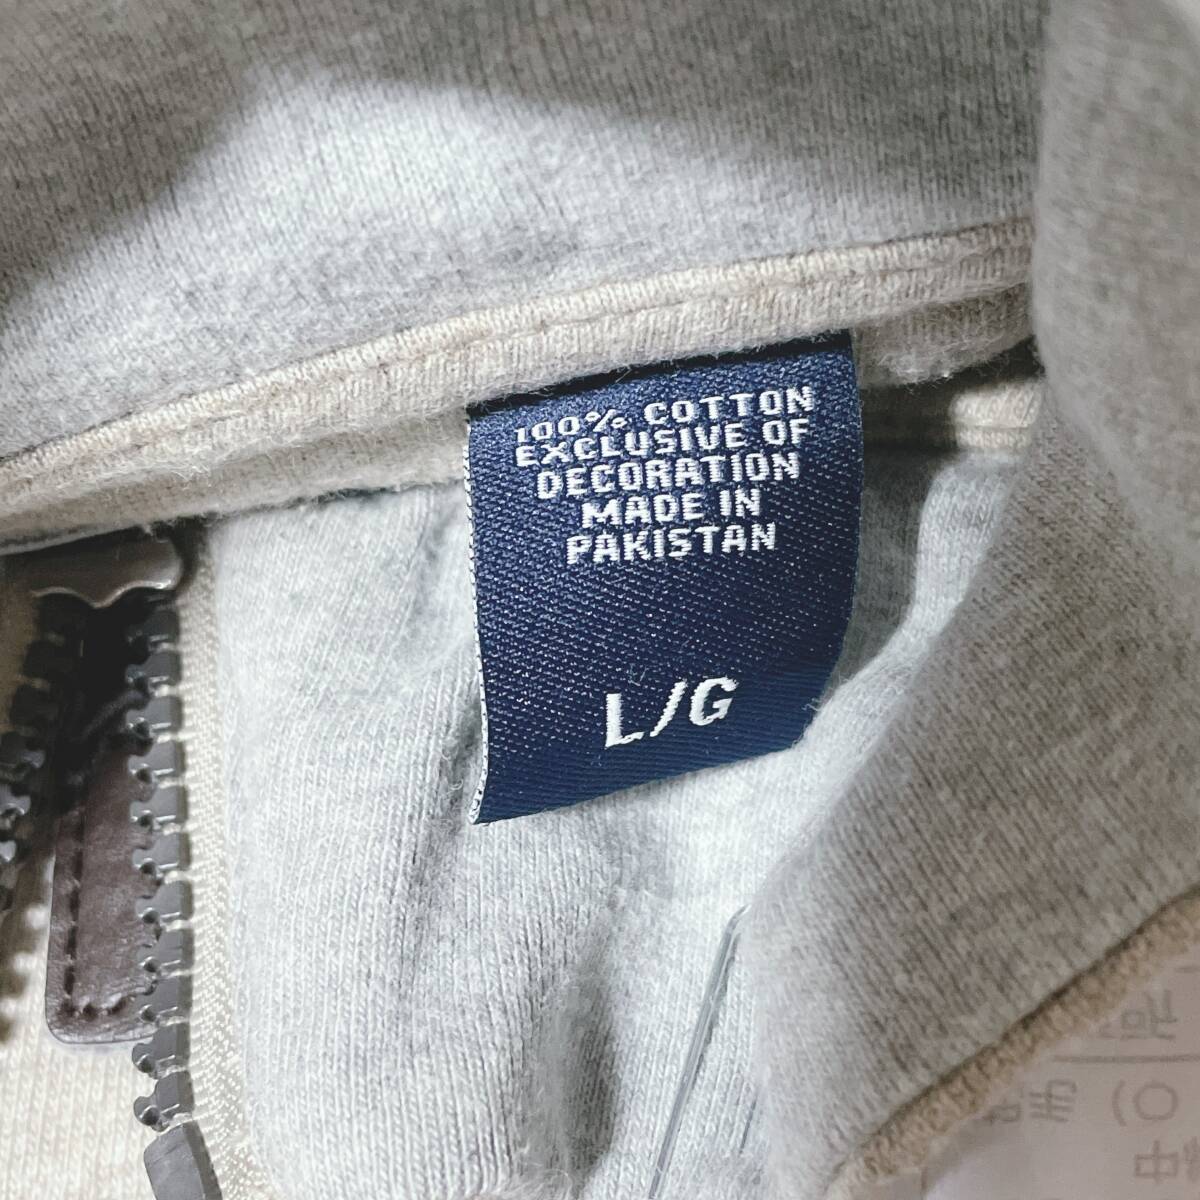 100% COTTON
EXCLUSIVE OF
DECORATION
MADE IN
PAKISTAN
L/G